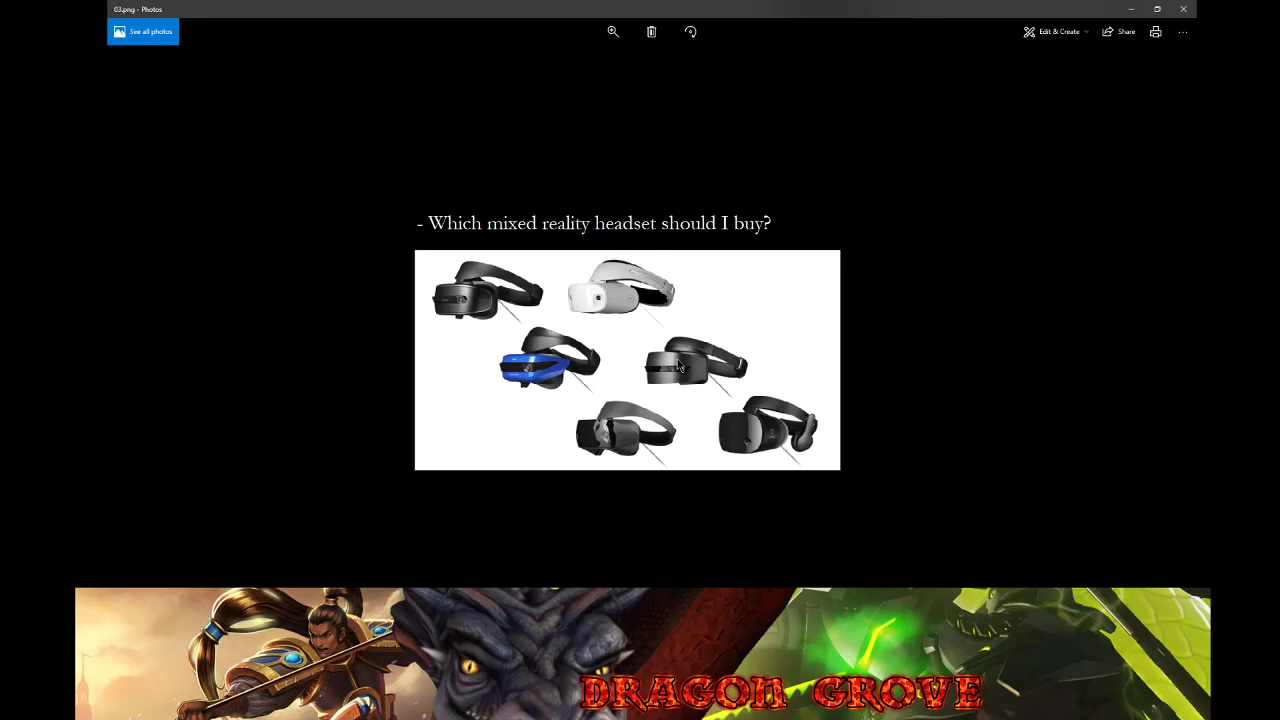 03.png - Photos
See all photos
Edit & Create
Share
- Which mixed reality headset should I buy?
DRAGON GROVE